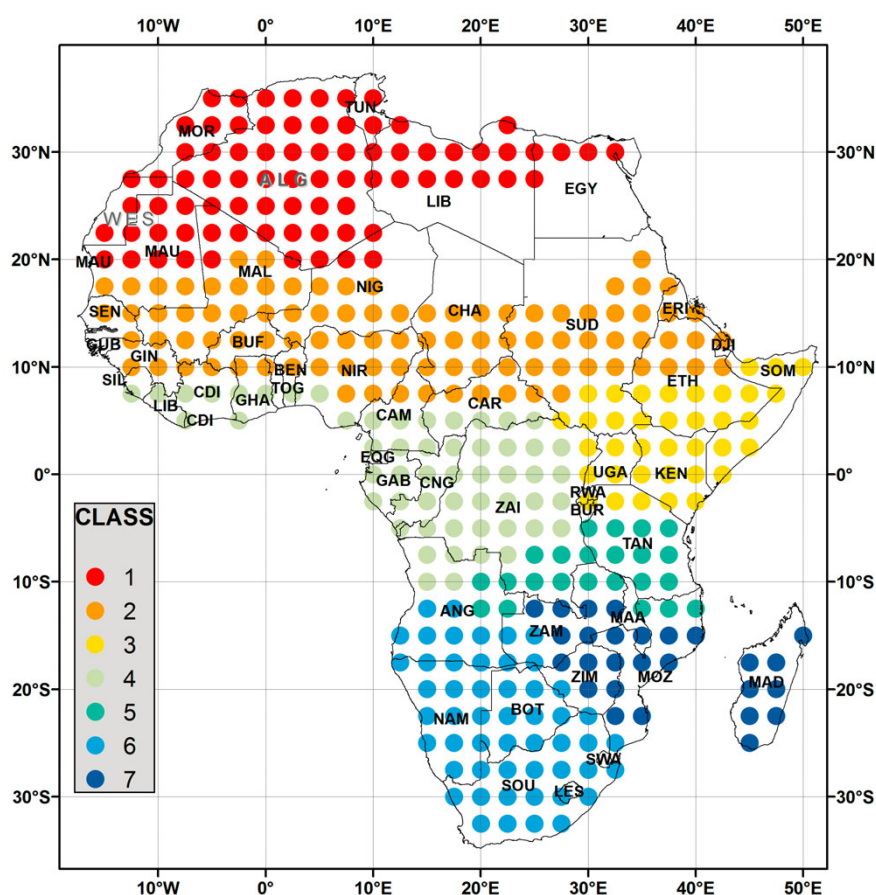 10°W 0° 10°E 20°E 30°E 40°E 50°E
TUN
MOR
30°N 30°N
ALG
EGY
LIB
WES
MAU
MAU 20°N
MAL
NIG
SEN CHA ERI
SUD
GUB BUF DJI
GIN
10°N BEN NIR SOM 10°N
SIL CDI TOG ETH
LIB GHA CAR
CDI CAM
EQG UGA KEN
0° 0°
GAB CNG
RWA
ZAI BUR
CLASS
TAN
1
10°S 10°S
2
ANG MAA
3 ZAM
4 ZIM MOZ MAD
20°S 20°S
5
NAM BOT
6
SWA
7 SOU LES
30°S 30°S
10°W 0° 10°E 20°E 30°E 40°E 50°E